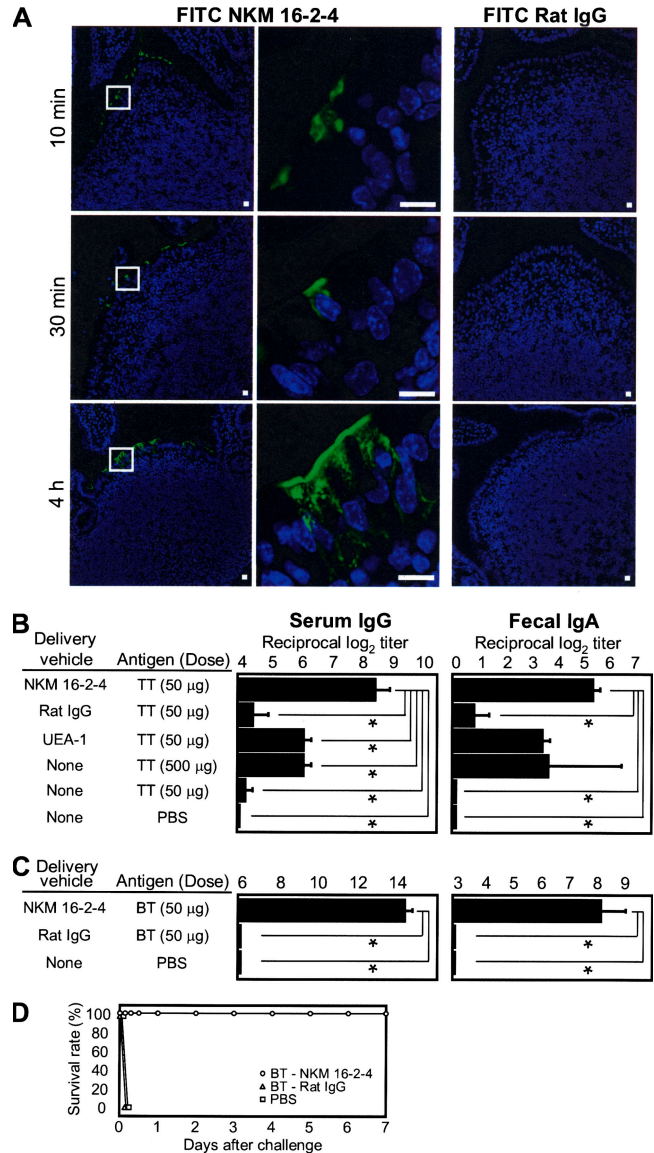 A
FITC NKM 16-2-4
FITC Rat IgG
10 min
30 min
4 h
B
Serum IgG
Fecal IgA
Delivery vehicle
Antigen (Dose)
Reciprocal log2 titer
Reciprocal log2 titer
4 5 6 7 8 9 10
0 1 2 3 4 5 6 7
NKM 16-2-4 TT (50 μg)
Rat IgG TT (50 μg)
*
*
UEA-1 TT (50 μg)
*
None TT (500 μg)
*
None TT (50 μg)
*
*
None PBS
*
*
C
Delivery vehicle
Antigen (Dose)
6 8 10 12 14
3 4 5 6 7 8 9
NKM 16-2-4 BT (50 μg)
Rat IgG BT (50 μg)
*
*
None PBS
*
*
D
Survival rate (%)
100
80
60
40
20
0
BT - NKM 16-2-4
BT - Rat IgG
PBS
0 1 2 3 4 5 6 7
Days after challenge